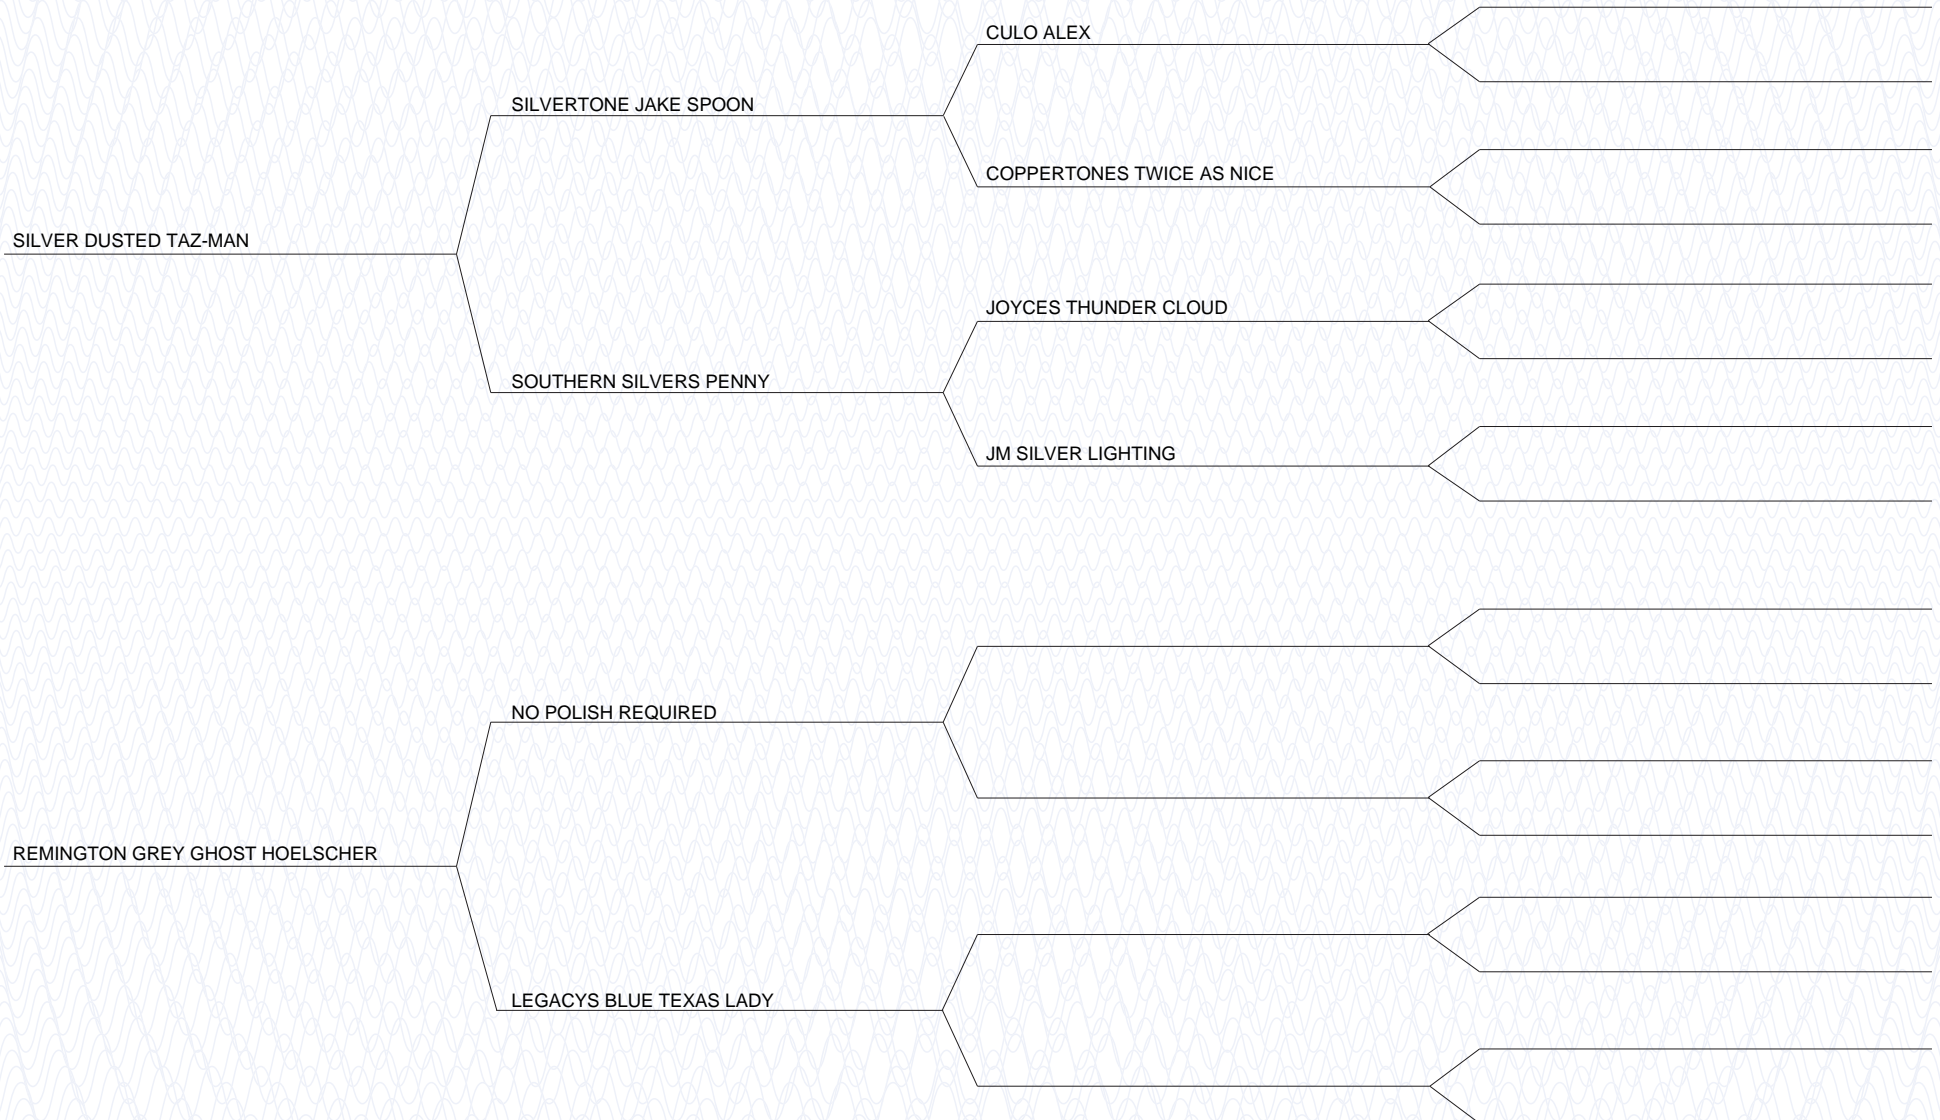 CULO ALEX
SILVERTONE JAKE SPOON
COPPERTONES TWICE AS NICE
SILVER DUSTED TAZ-MAN
JOYCES THUNDER CLOUD
SOUTHERN SILVERS PENNY
JM SILVER LIGHTING
NO POLISH REQUIRED
REMINGTON GREY GHOST HOELSCHER
LEGACYS BLUE TEXAS LADY